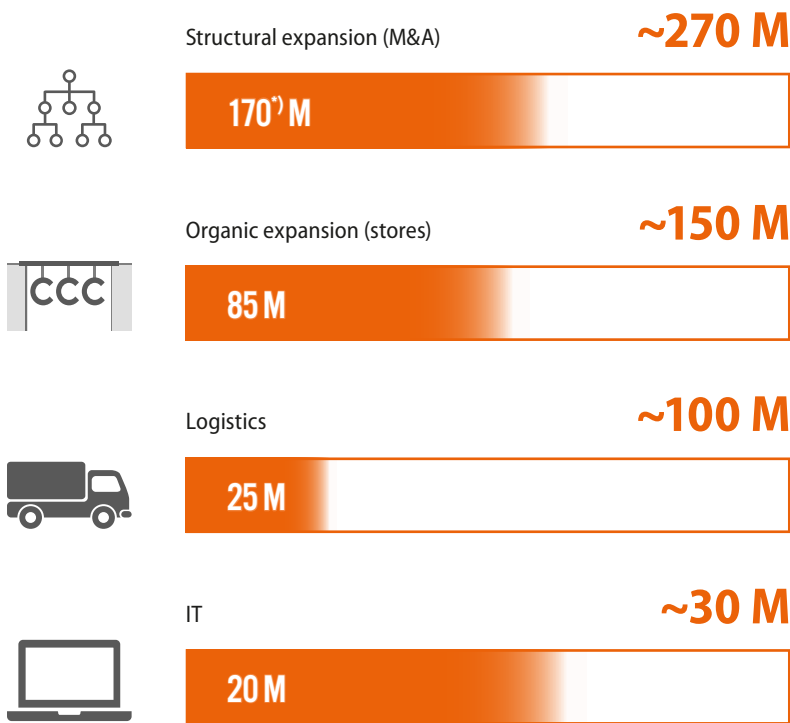 Structural expansion (M&A)
~270 M
170*) M
Organic expansion (stores)
~150 M
CCC
85 M
Logistics
~100 M
25 M
IT
~30 M
20 M